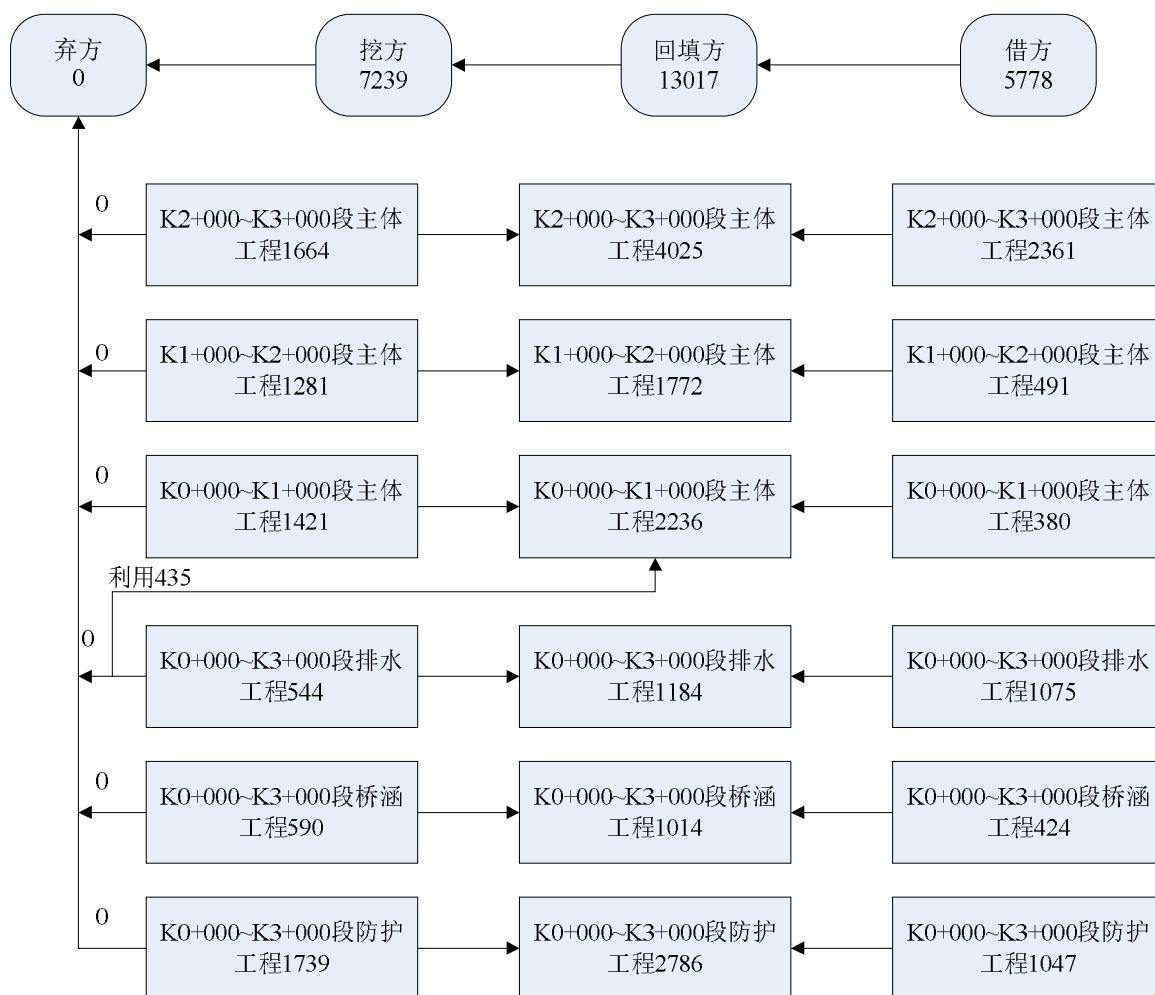 弃方
0
挖方
7239
回填方
13017
借方
5778
0
K2+000~K3+000段主体
工程1664
K2+000~K3+000段主体
工程4025
K2+000~K3+000段主体
工程2361
0
K1+000~K2+000段主体
工程1281
K1+000~K2+000段主体
工程1772
K1+000~K2+000段主体
工程491
0
K0+000~K1+000段主体
工程1421
K0+000~K1+000段主体
工程2236
K0+000~K1+000段主体
工程380
利用435
0
K0+000~K3+000段排水
工程544
K0+000~K3+000段排水
工程1184
K0+000~K3+000段排水
工程1075
0
K0+000~K3+000段桥涵
工程590
K0+000~K3+000段桥涵
工程1014
K0+000~K3+000段桥涵
工程424
0
K0+000~K3+000段防护
工程1739
K0+000~K3+000段防护
工程2786
K0+000~K3+000段防护
工程1047